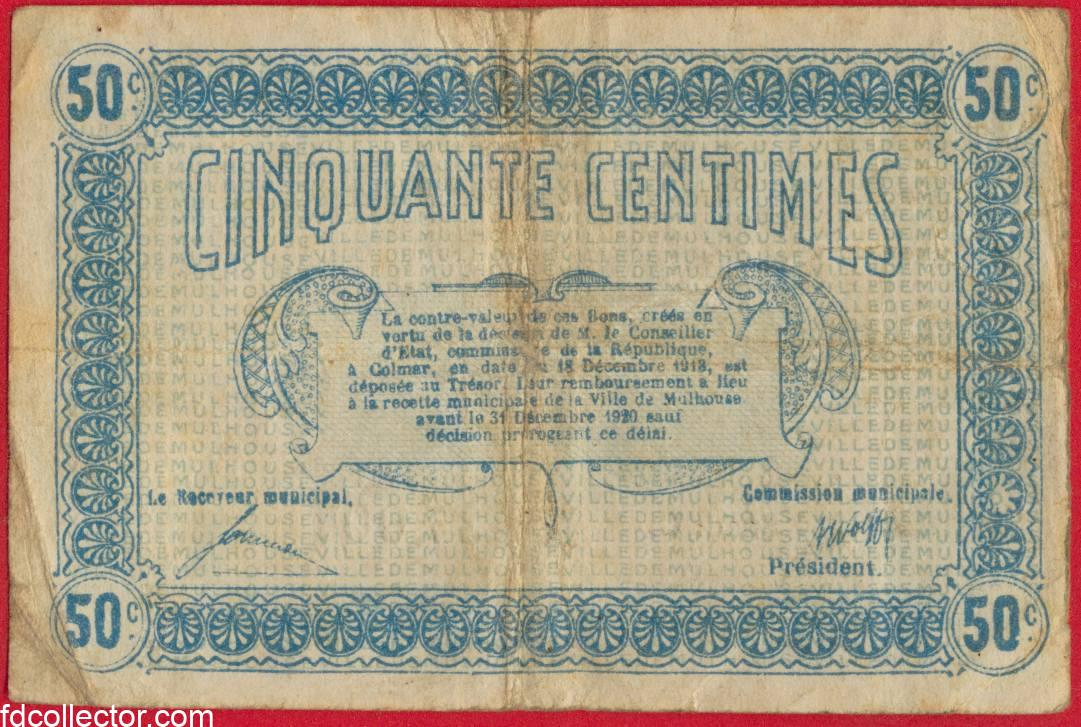 50c. 50c.
CINQUANTE CENTIMES
La contre-valeur de ces Bons, créés en
vertu de la décision de M. le Conseiller
d'Etat, commissaire de la République,
à Colmar, en date du 18 Décembre 1918, est
déposée au Trésor. Leur remboursement a lieu
à la recette municipale de la Ville de Mulhouse
avant le 31 Décembre 1920 sauf
décision prorogeant ce délai.
Le Receveur municipal.
Commission municipale.
Président.
50c. 50c.
VILLEDEMULHOUSE
fdcollector.com